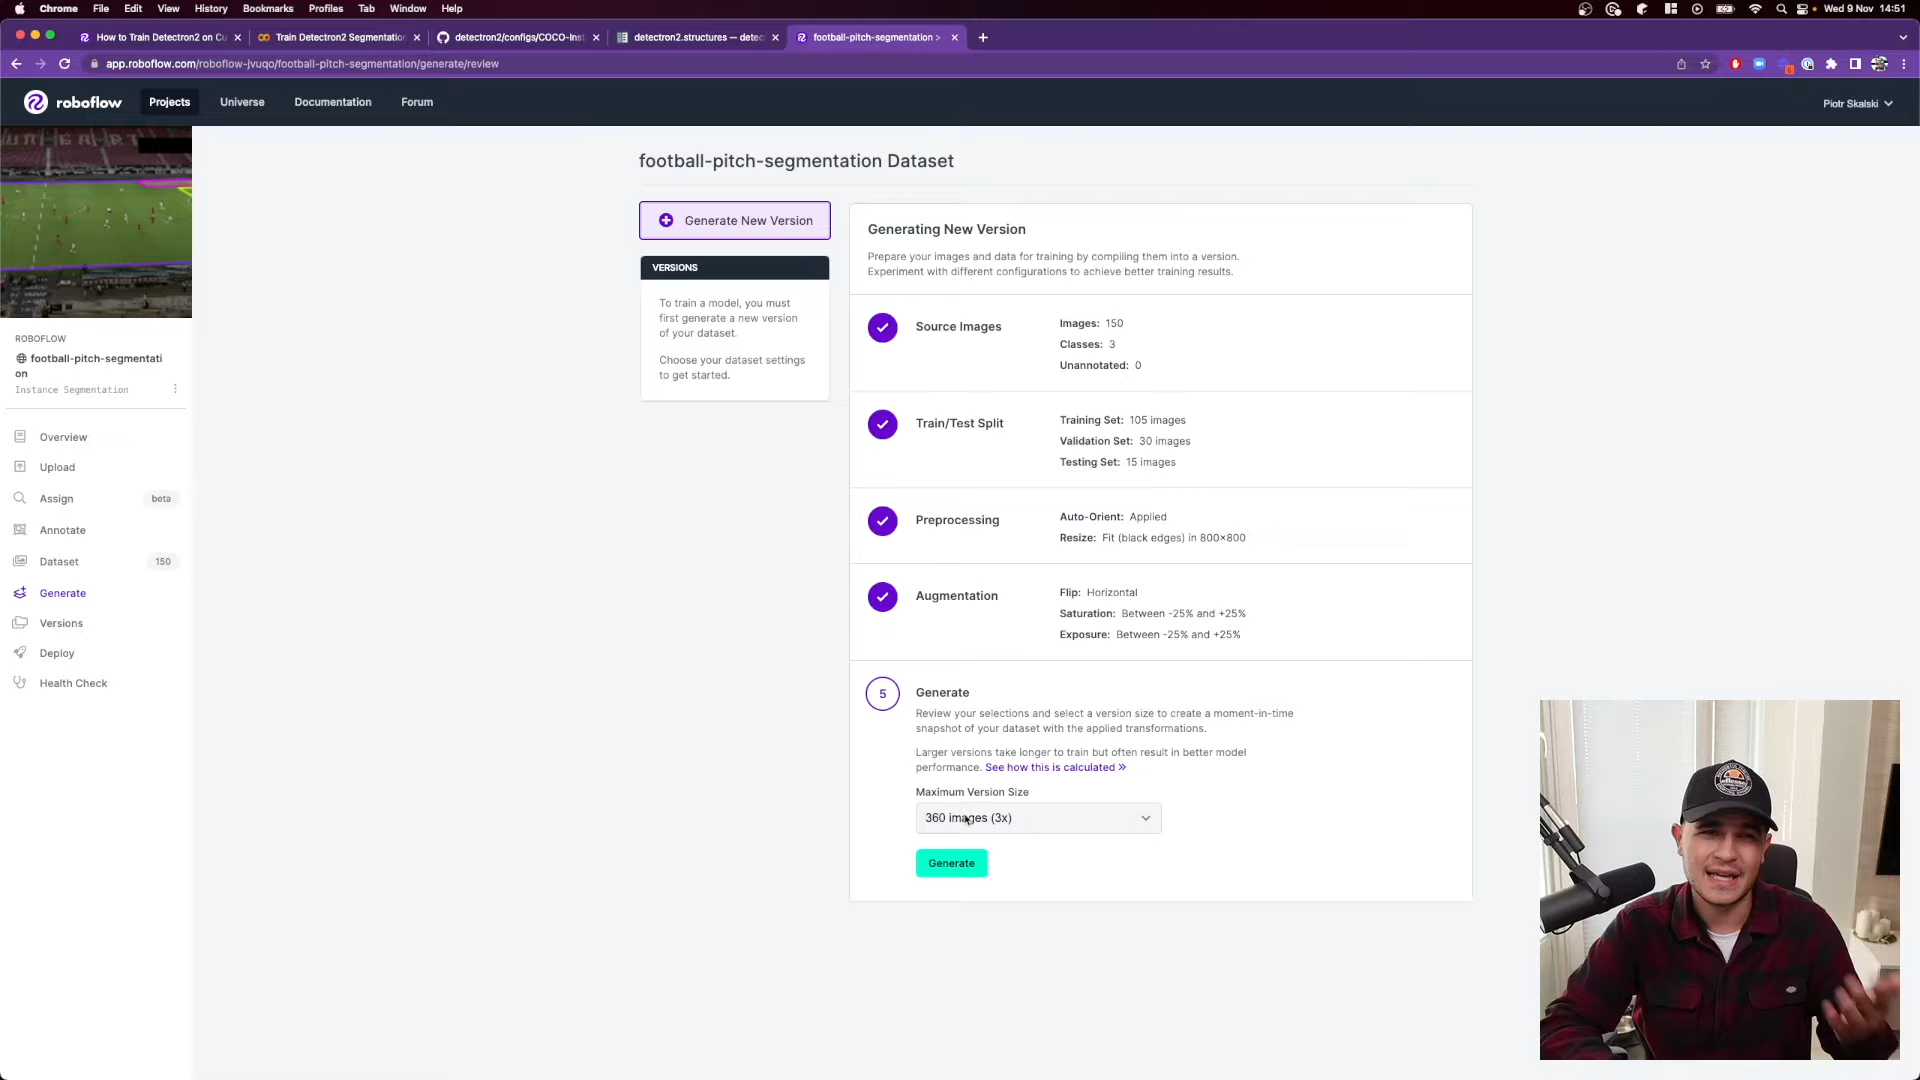 Chrome File Edit View History Bookmarks Profiles Tab Window Help Wed 9 Nov 14:51
How to Train Detectron2 on Cu
Train Detectron2 Segmentation
detectron2/configs/COCO-Inst
detectron2.structures — detec
football-pitch-segmentation >
app.roboflow.com/roboflow-jvuqo/football-pitch-segmentation/generate/review
roboflow Projects Universe Documentation Forum Piotr Skalski
football-pitch-segmentation Dataset
Generate New Version
VERSIONS
To train a model, you must
first generate a new version
of your dataset.
Choose your dataset settings
to get started.
Generating New Version
Prepare your images and data for training by compiling them into a version.
Experiment with different configurations to achieve better training results.
Source Images
Images: 150
Classes: 3
Unannotated: 0
Train/Test Split
Training Set: 105 images
Validation Set: 30 images
Testing Set: 15 images
Preprocessing
Auto-Orient: Applied
Resize: Fit (black edges) in 800×800
Augmentation
Flip: Horizontal
Saturation: Between -25% and +25%
Exposure: Between -25% and +25%
5 Generate
Review your selections and select a version size to create a moment-in-time
snapshot of your dataset with the applied transformations.
Larger versions take longer to train but often result in better model
performance. See how this is calculated »
Maximum Version Size
360 images (3x)
Generate
ROBOFLOW
football-pitch-segmentati
on
Instance Segmentation
Overview
Upload
Assign beta
Annotate
Dataset 150
Generate
Versions
Deploy
Health Check
ellesse